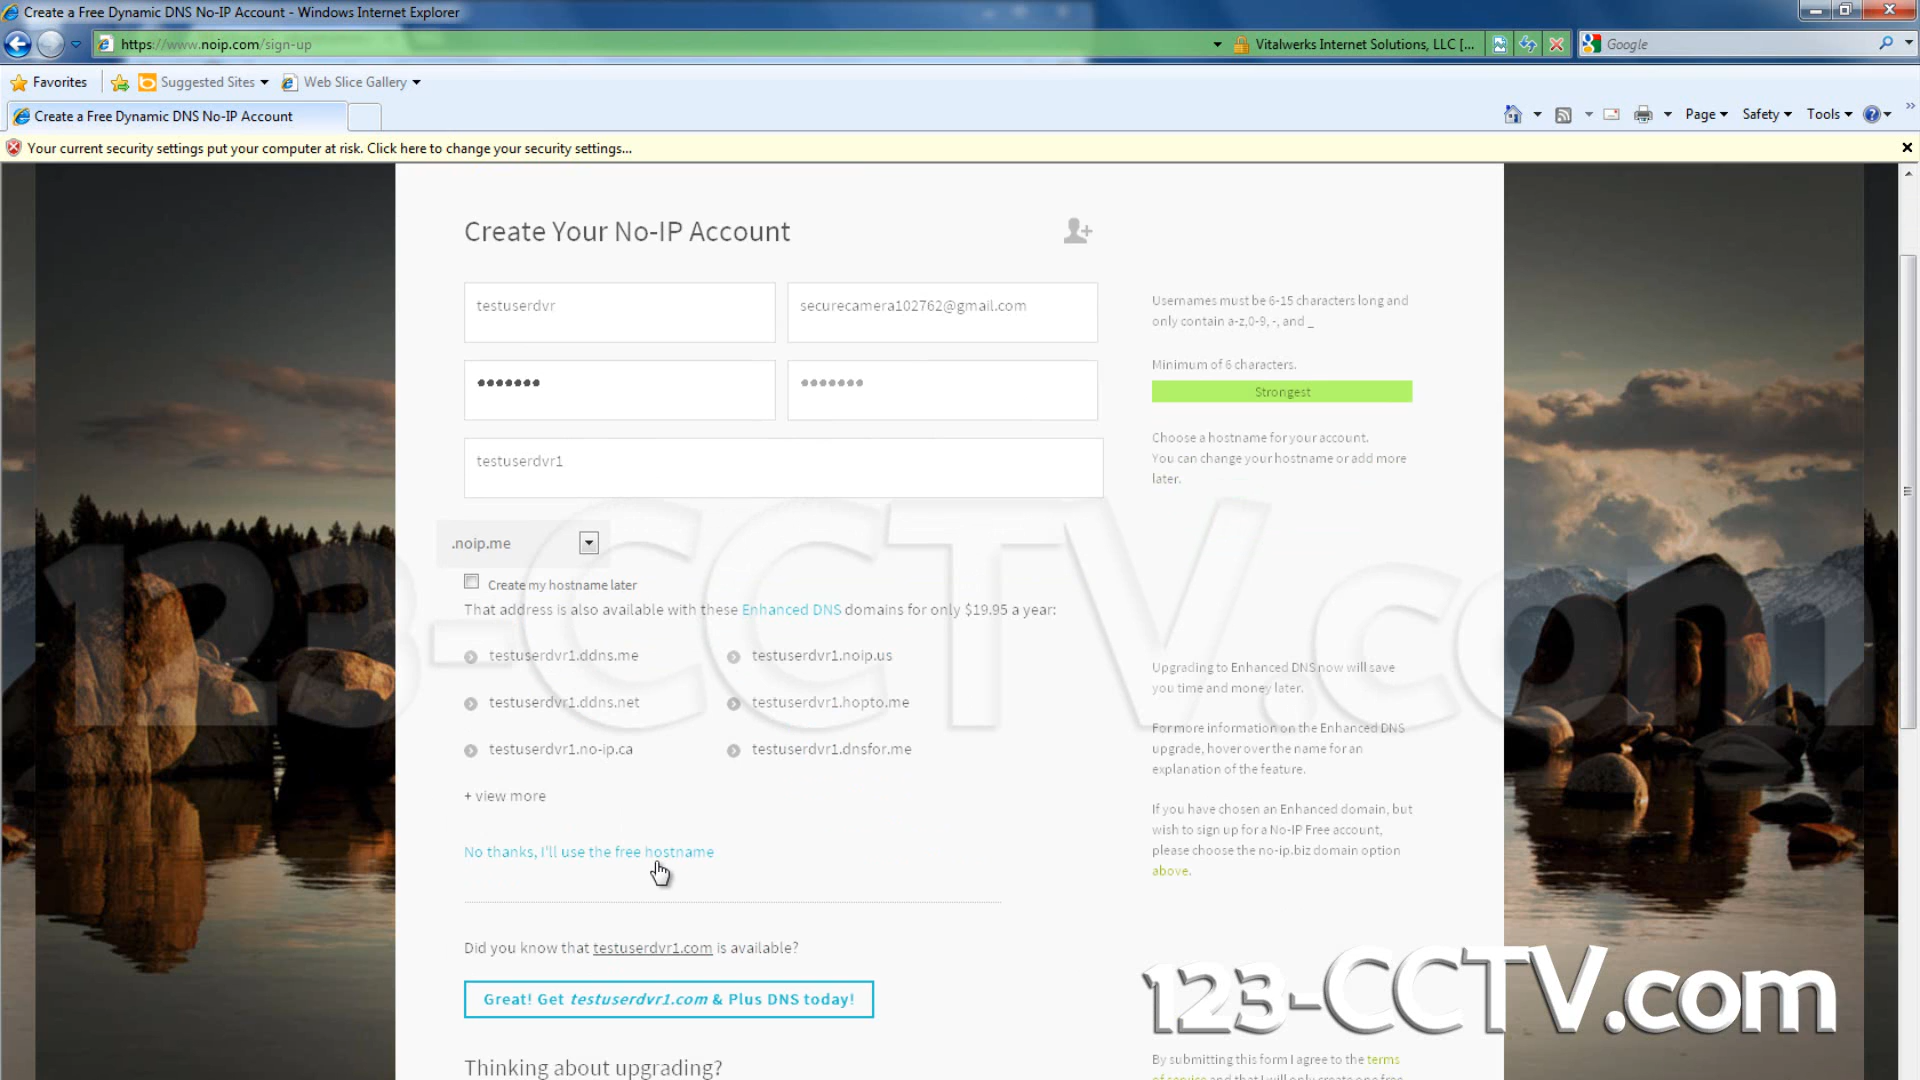 Create a Free Dynamic DNS No-IP Account - Windows Internet Explorer
https://www.noip.com/sign-up
Vitalwerks Internet Solutions, LLC [...
Google
Favorites
Suggested Sites
Web Slice Gallery
Create a Free Dynamic DNS No-IP Account
Page
Safety
Tools
Your current security settings put your computer at risk. Click here to change your security settings...
Create Your No-IP Account
testuserdvr
securecamera102762@gmail.com
Usernames must be 6-15 characters long and
only contain a-z,0-9, -, and _
Minimum of 6 characters.
Strongest
testuserdvr1
Choose a hostname for your account.
You can change your hostname or add more
later.
.noip.me
Create my hostname later
That address is also available with these Enhanced DNS domains for only $19.95 a year:
testuserdvr1.ddns.me
testuserdvr1.noip.us
testuserdvr1.ddns.net
testuserdvr1.hopto.me
testuserdvr1.no-ip.ca
testuserdvr1.dnsfor.me
+ view more
No thanks, I'll use the free hostname
Upgrading to Enhanced DNS now will save
you time and money later.
For more information on the Enhanced DNS
upgrade, hover over the name for an
explanation of the feature.
If you have chosen an Enhanced domain, but
wish to sign up for a No-IP Free account,
please choose the no-ip.biz domain option
above.
Did you know that testuserdvr1.com is available?
Great! Get testuserdvr1.com & Plus DNS today!
Thinking about upgrading?
By submitting this form I agree to the terms
of service and that I will only create one free
123-CCTV.com
123-CCTV.com